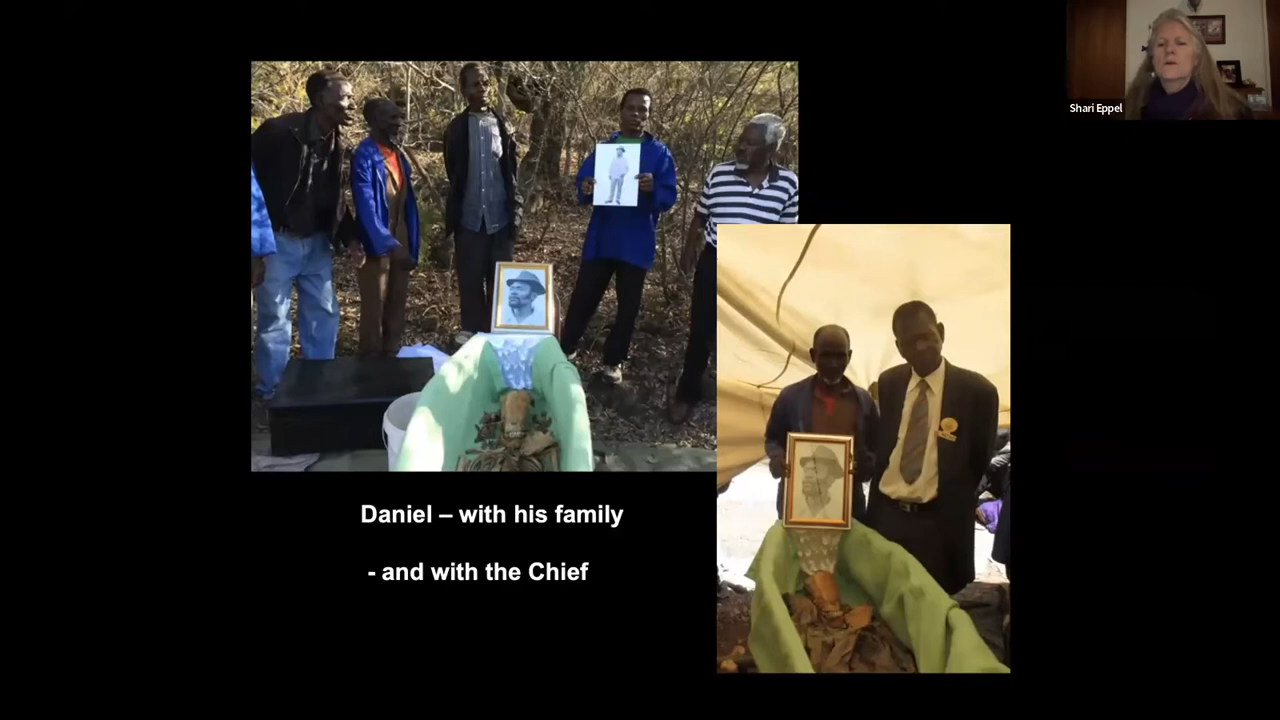 Shari Eppel
Daniel – with his family
- and with the Chief